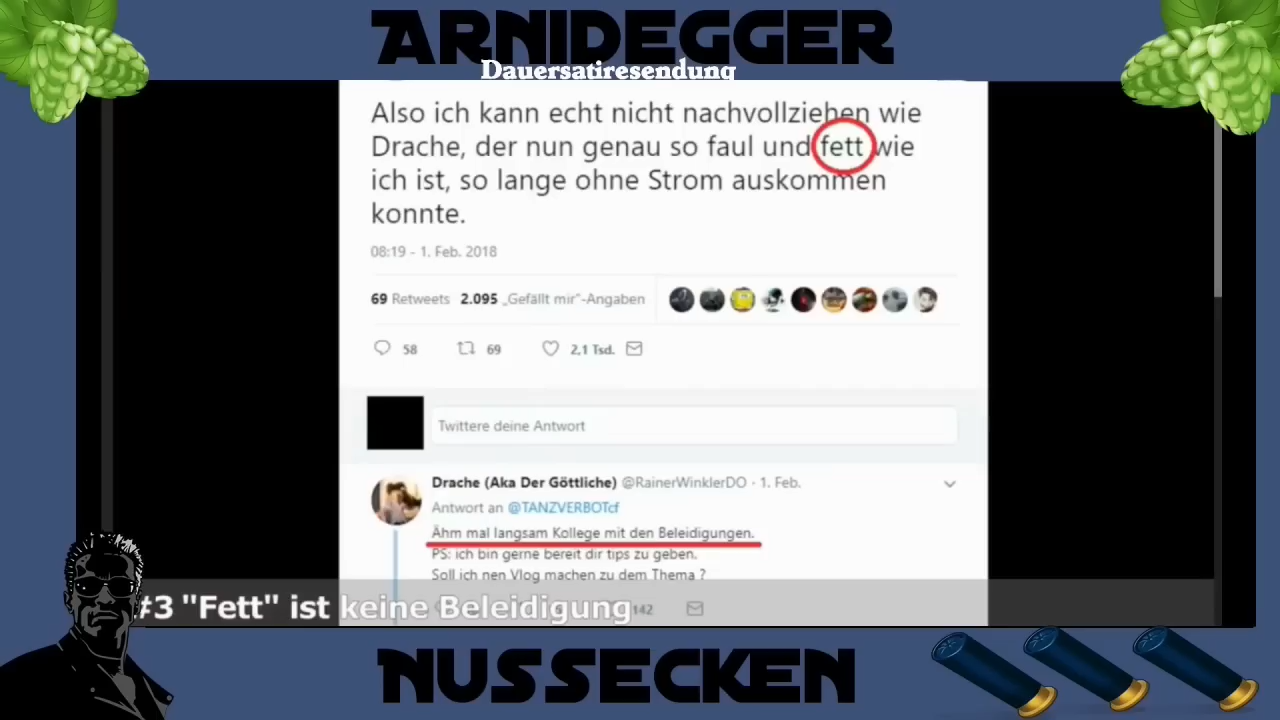 ARNIDEGGER
Dauersatiresendung
Also ich kann echt nicht nachvollziehen wie
Drache, der nun genau so faul und fett wie
ich ist, so lange ohne Strom auskommen
konnte.
08:19 - 1. Feb. 2018
69 Retweets 2.095 „Gefällt mir"-Angaben
58 69 2,1 Tsd.
Twittere deine Antwort
Drache (Aka Der Göttliche) @RainerWinklerDO · 1. Feb.
Antwort an @TANZVERBOTcf
Ähm mal langsam Kollege mit den Beleidigungen.
PS: ich bin gerne bereit dir tips zu geben.
Soll ich nen Vlog machen zu dem Thema ?
142
#3 "Fett" ist keine Beleidigung
NUSSECKEN